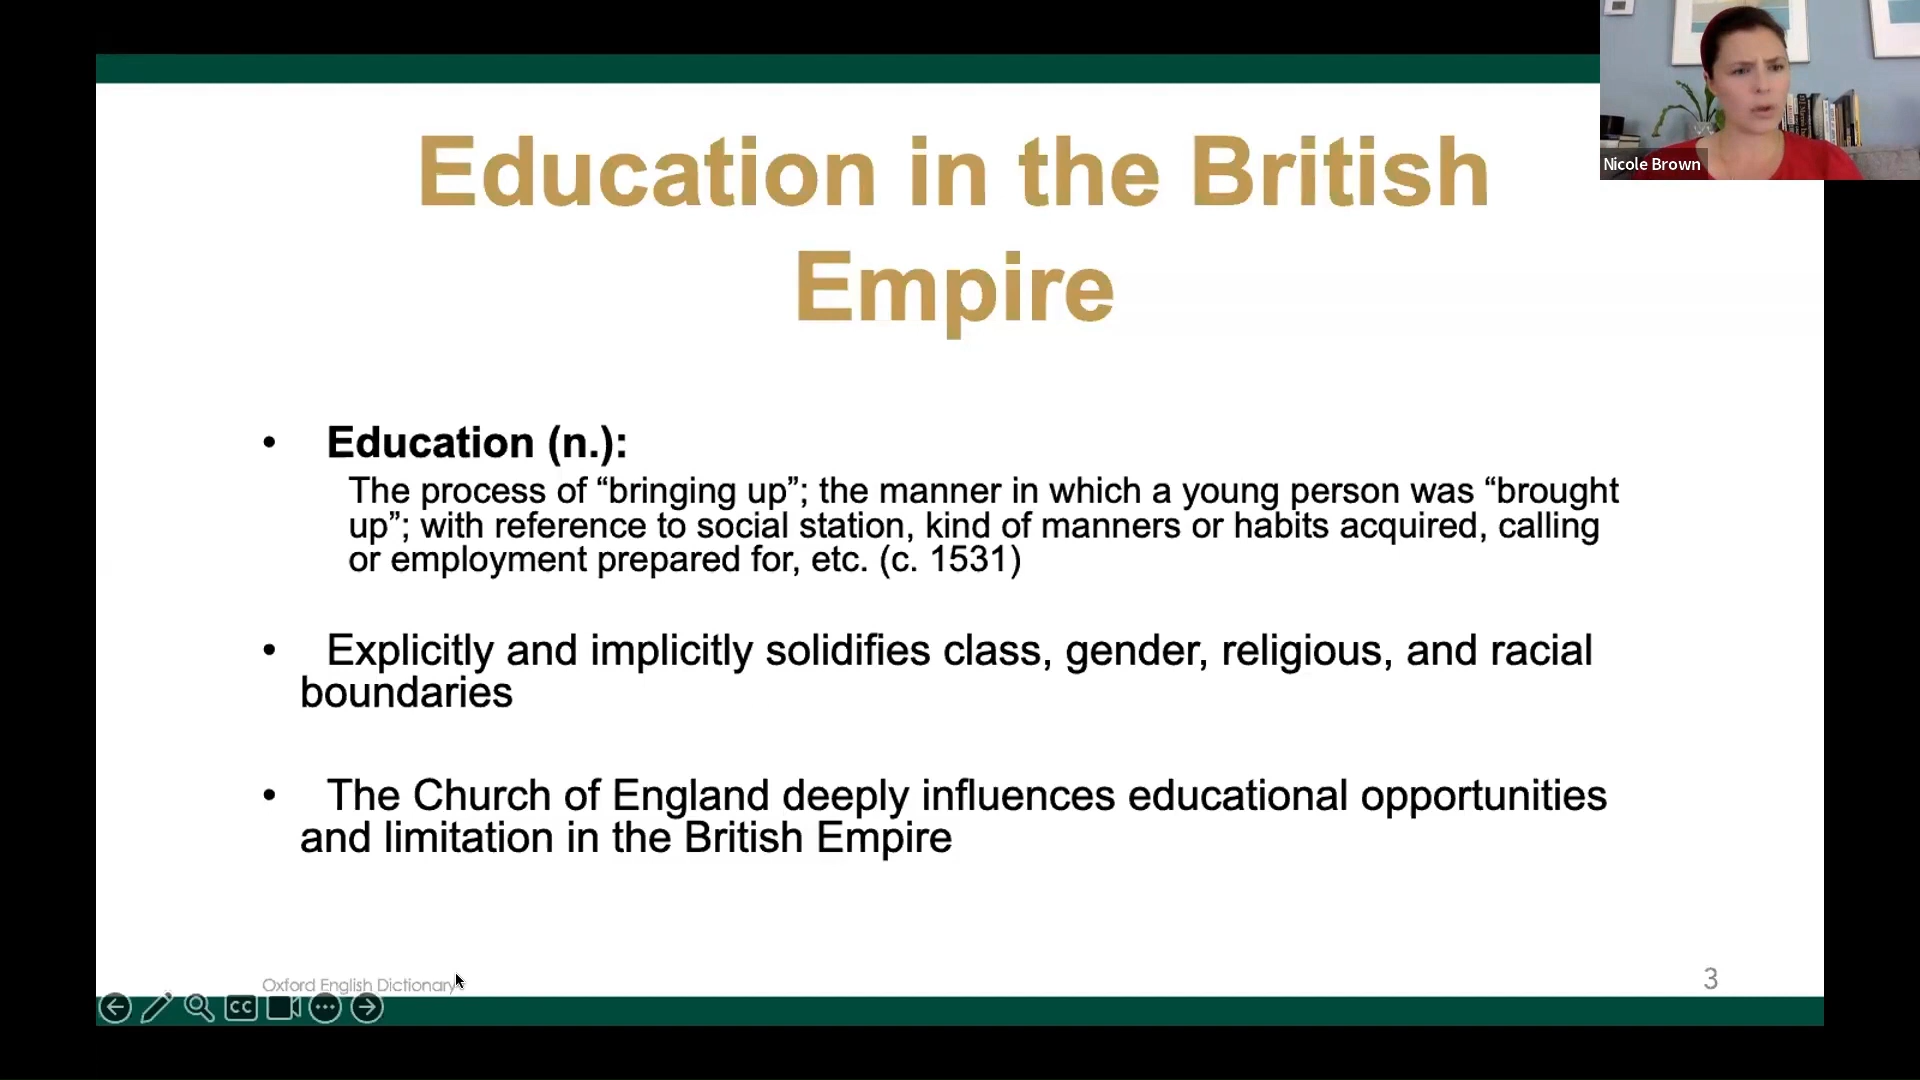 Nicole Brown
Education in the British
Empire
• Education (n.):
The process of “bringing up”; the manner in which a young person was “brought
up”; with reference to social station, kind of manners or habits acquired, calling
or employment prepared for, etc. (c. 1531)
• Explicitly and implicitly solidifies class, gender, religious, and racial
boundaries
• The Church of England deeply influences educational opportunities
and limitation in the British Empire
Oxford English Dictionary
3
CC